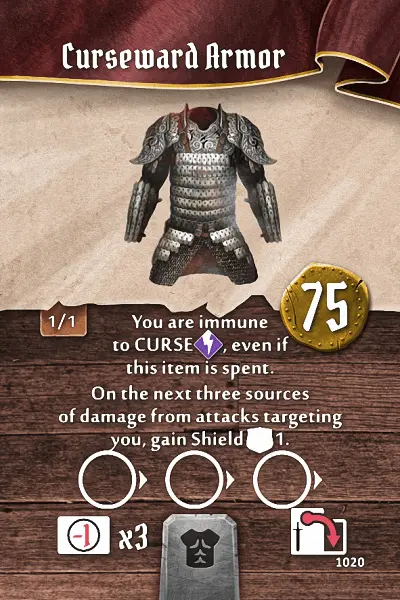 Curseward Armor
75
1/1
You are immune
to CURSE, even if
this item is spent.
On the next three sources
of damage from attacks targeting
you, gain Shield 1.
-1 x3
1020